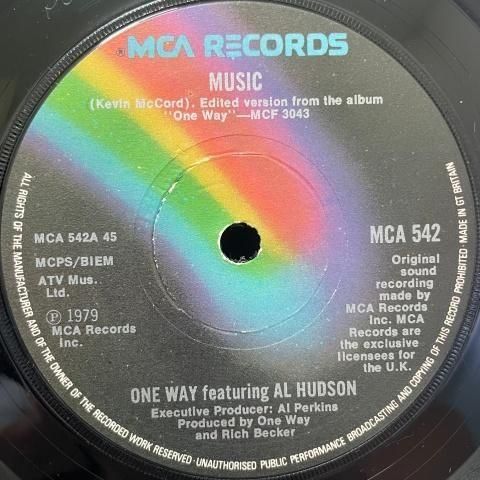 ®MCA RECORDS
MUSIC
(Kevin McCord). Edited version from the album
"One Way"—MCF 3043
MCA 542A 45
MCPS/BIEM
ATV Mus.
Ltd.
Ⓟ 1979
MCA Records
Inc.
MCA 542
Original
sound
recording
made by
MCA Records
Inc. MCA
Records are
the exclusive
licensees for
the U.K.
ONE WAY featuring AL HUDSON
Executive Producer: Al Perkins
Produced by One Way
and Rich Becker
ALL RIGHTS OF THE MANUFACTURER AND OF THE OWNER OF THE RECORDED WORK RESERVED · UNAUTHORISED PUBLIC PERFORMANCE BROADCASTING AND COPYING OF THIS RECORD PROHIBITED MADE IN GT BRITAIN